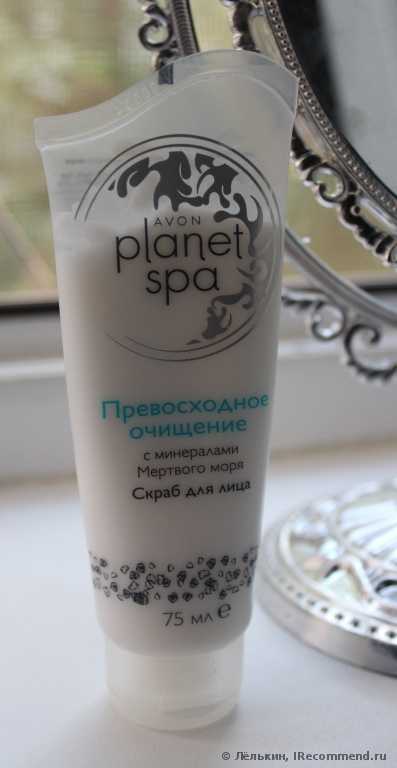 AVON
planet
spa
Превосходное
очищение
с минералами
Мертвого моря
Скраб для лица
75 мл e
© Лёлькин, IRecommend.ru